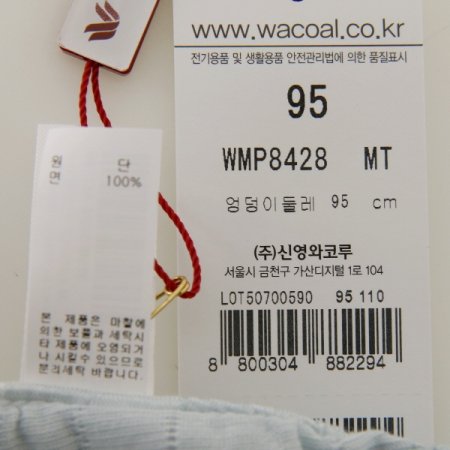 www.wacoal.co.kr
전기용품 및 생활용품 안전관리법에 의한 품질표시
95
WMP8428 MT
엉덩이둘레 95 cm
(주)신영와코루
서울시 금천구 가산디지털 1로 104
LOT50700590 95 110
8 800304 882294
원 단
면 100%
본 제품은 마찰에
의한 보풀과 세탁시
타 제품에 오염되거
나 시킬수 있으므로
분리세탁 바랍니다.